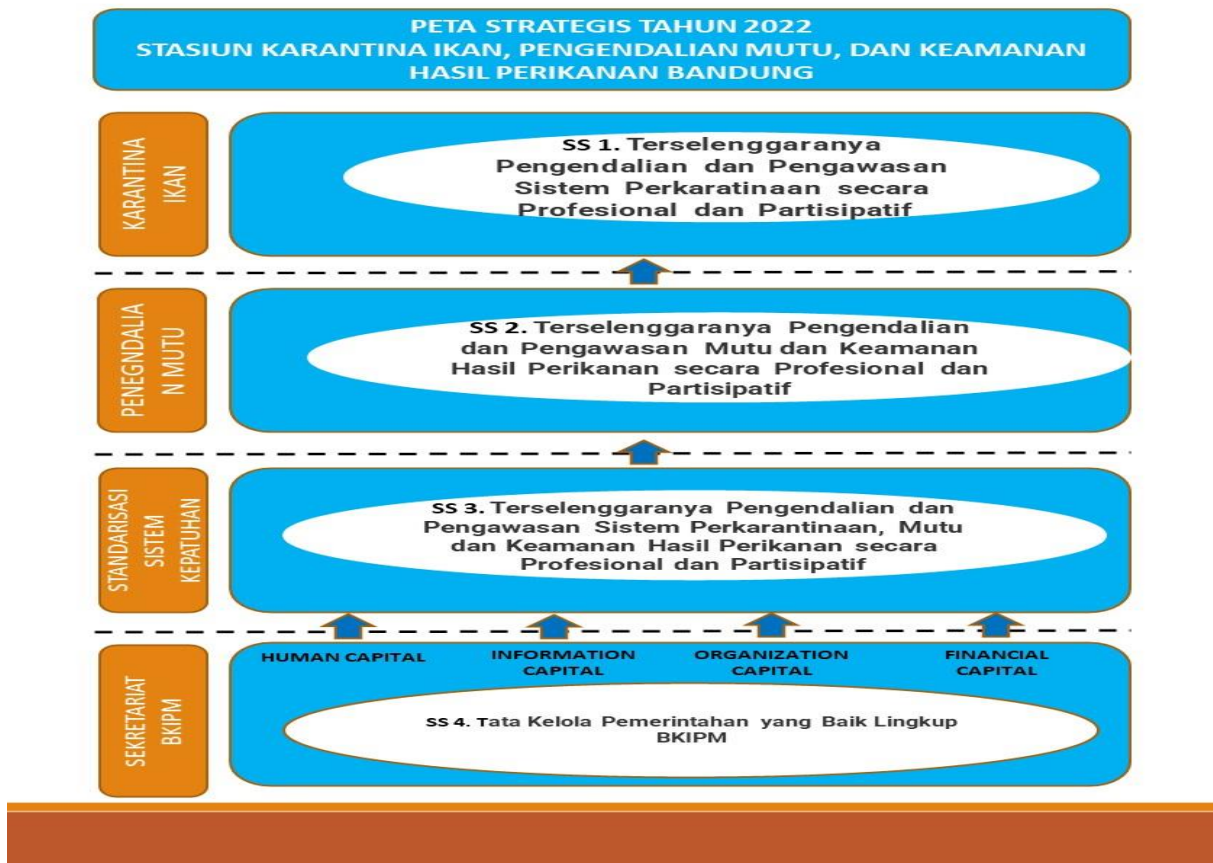 PETA STRATEGIS TAHUN 2022
STASIUN KARANTINA IKAN, PENGENDALIAN MUTU, DAN KEAMANAN
HASIL PERIKANAN BANDUNG
KARANTINA
IKAN
SS 1. Terselenggaranya
Pengendalian dan Pengawasan
Sistem Perkaratinaan secara
Profesional dan Partisipatif
PENEGNDALIA
N MUTU
SS 2. Terselenggaranya Pengendalian
dan Pengawasan Mutu dan Keamanan
Hasil Perikanan secara Profesional dan
Partisipatif
STANDARISASI
SISTEM
KEPATUHAN
SS 3. Terselenggaranya Pengendalian dan
Pengawasan Sistem Perkarantinaan, Mutu
dan Keamanan Hasil Perikanan secara
Profesional dan Partisipatif
SEKRETARIAT
BKIPM
HUMAN CAPITAL
INFORMATION
CAPITAL
ORGANIZATION
CAPITAL
FINANCIAL
CAPITAL
SS 4. Tata Kelola Pemerintahan yang Baik Lingkup
BKIPM